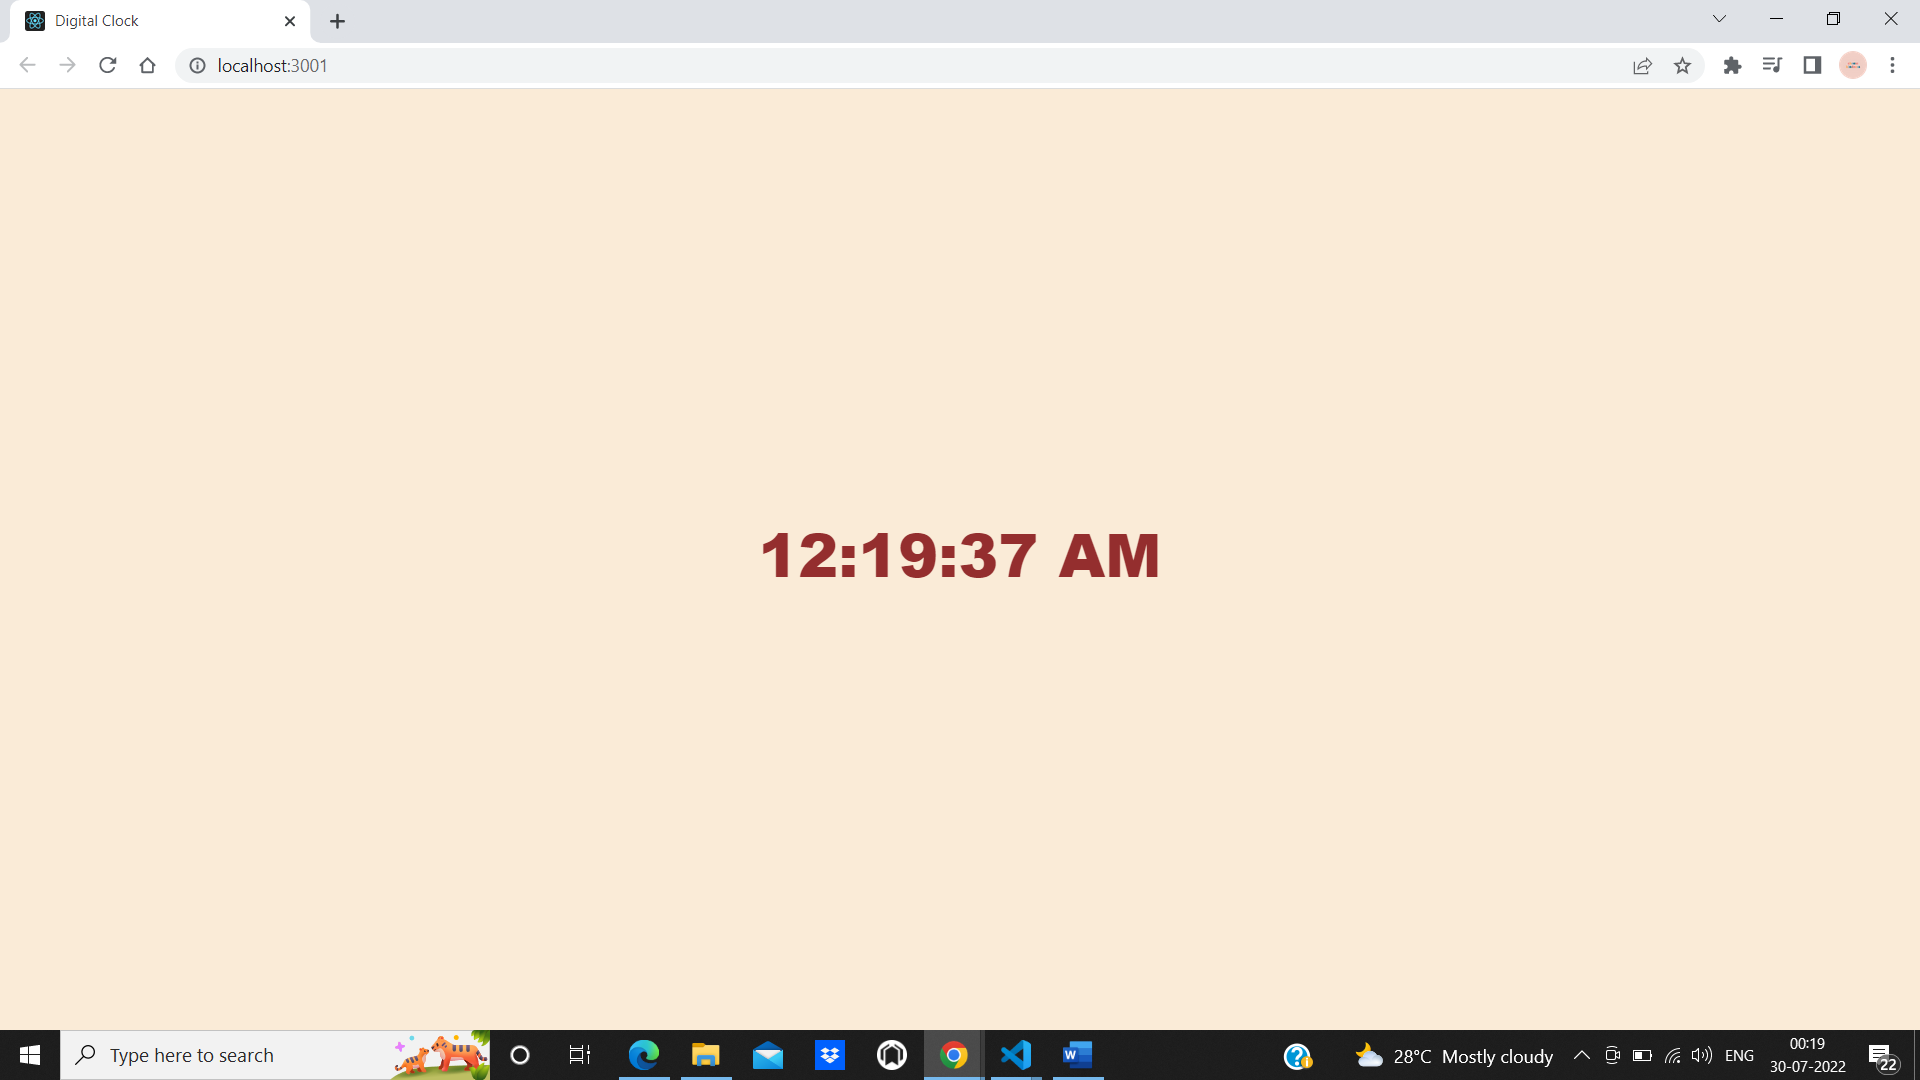 Digital Clock
localhost:3001
12:19:37 AM
Type here to search
28°C Mostly cloudy
ENG
00:19
30-07-2022
22